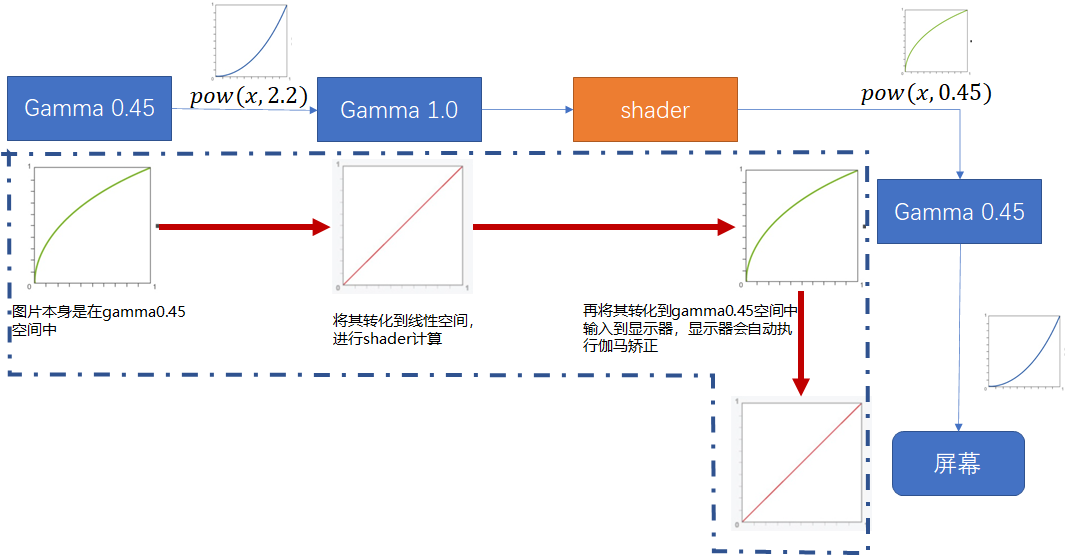 pow(x, 2.2)
pow(x, 0.45)
Gamma 0.45
Gamma 1.0
shader
Gamma 0.45
图片本身是在gamma0.45
空间中
将其转化到线性空间，
进行shader计算
再将其转化到gamma0.45空间中
输入到显示器，显示器会自动执
行伽马矫正
屏幕